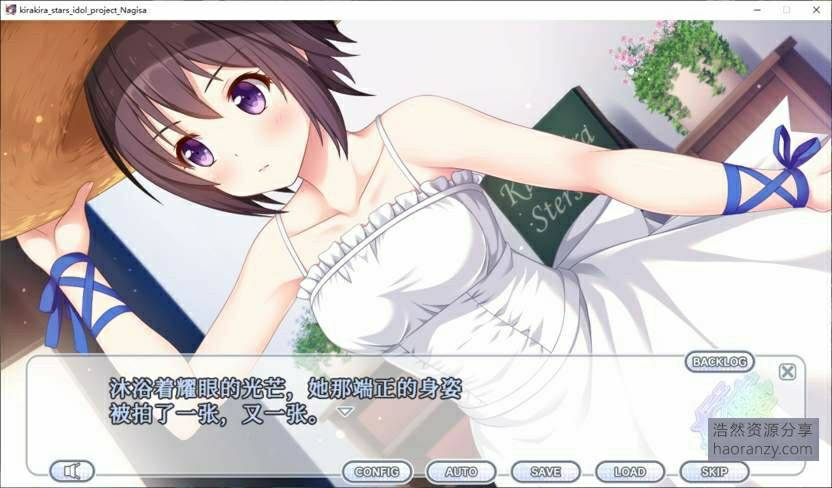 kirakira_stars_idol_project_Nagisa
Stars
BACKLOG
沐浴着耀眼的光芒，她那端正的身姿
被拍了一张，又一张。
浩然资源分享
haoranzy.com
CONFIG
AUTO
SAVE
LOAD
SKIP